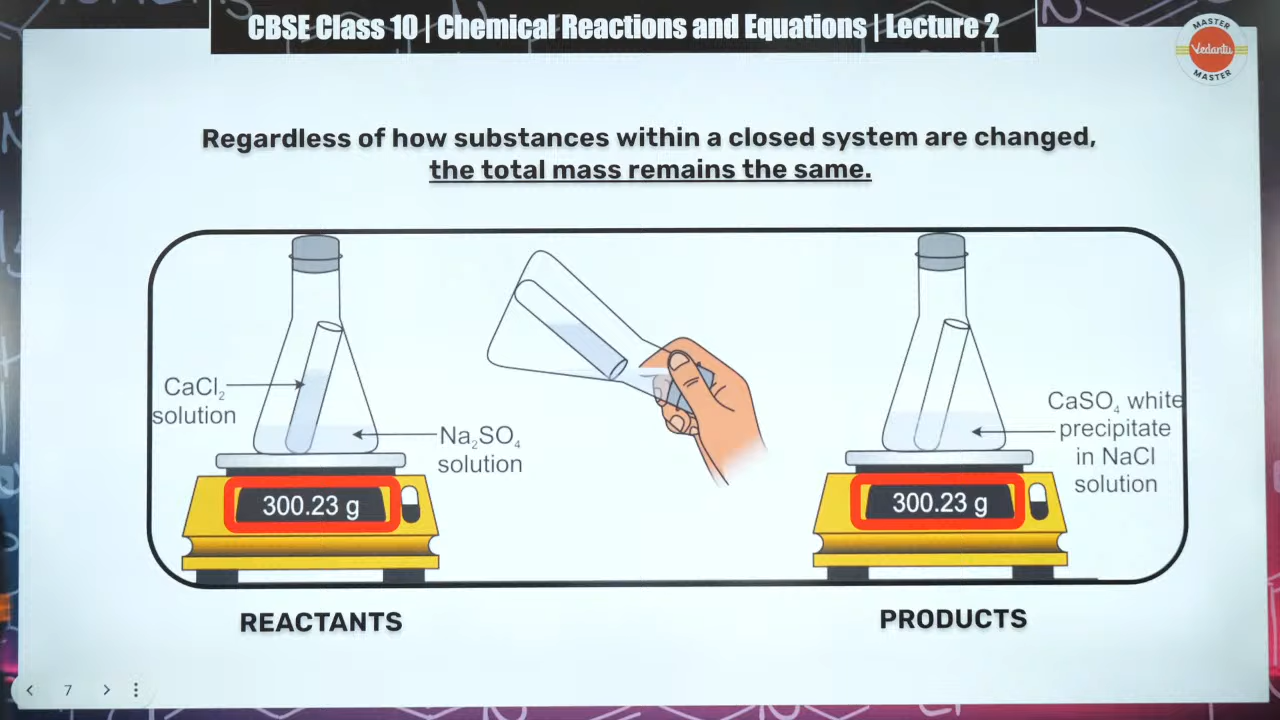 CBSE Class 10 | Chemical Reactions and Equations | Lecture 2
MASTER
Vedantu
MASTER
Regardless of how substances within a closed system are changed,
the total mass remains the same.
CaCl₂
solution
Na₂SO₄
solution
300.23 g
CaSO₄ white
precipitate
in NaCl
solution
300.23 g
REACTANTS
PRODUCTS
7